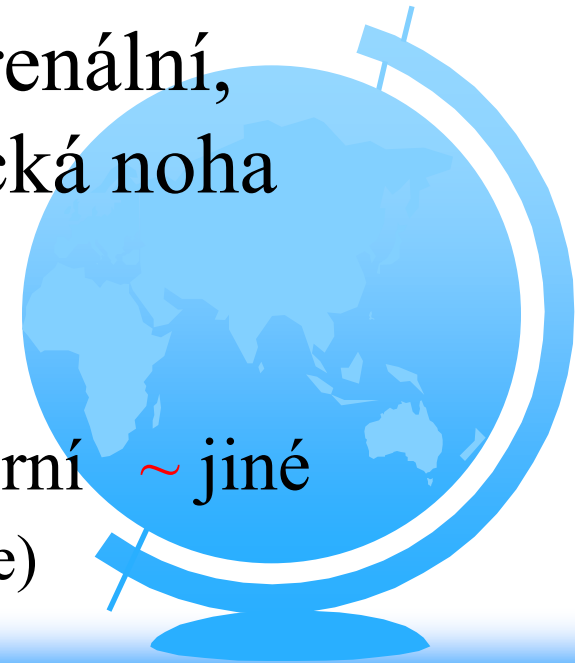 renální,
cká noha
rní ~ jiné
e)